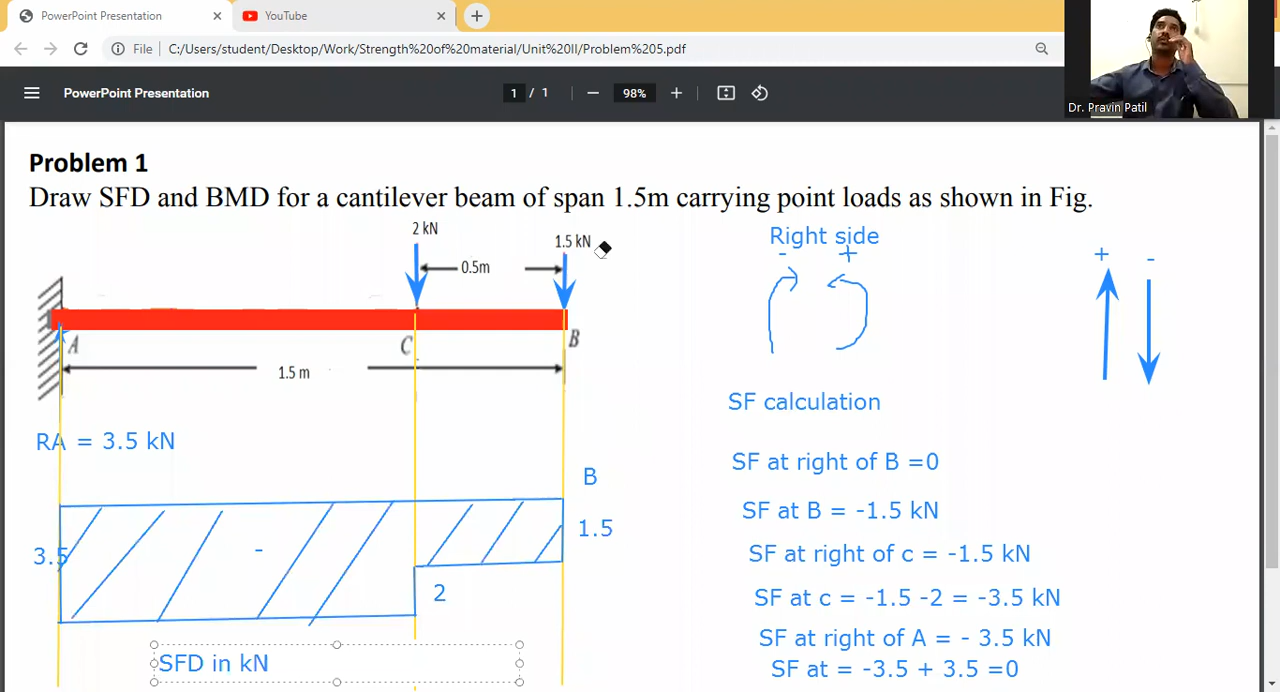 PowerPoint Presentation
YouTube
File
C:/Users/student/Desktop/Work/Strength%20of%20material/Unit%20II/Problem%205.pdf
PowerPoint Presentation
1 / 1
98%
Dr. Pravin Patil
Problem 1
Draw SFD and BMD for a cantilever beam of span 1.5m carrying point loads as shown in Fig.
2 kN
1.5 kN
0.5m
A
C
B
1.5 m
RA = 3.5 kN
B
1.5
3.5
-
2
SFD in kN
Right side
- +
+ -
SF calculation
SF at right of B =0
SF at B = -1.5 kN
SF at right of c = -1.5 kN
SF at c = -1.5 -2 = -3.5 kN
SF at right of A = - 3.5 kN
SF at = -3.5 + 3.5 =0